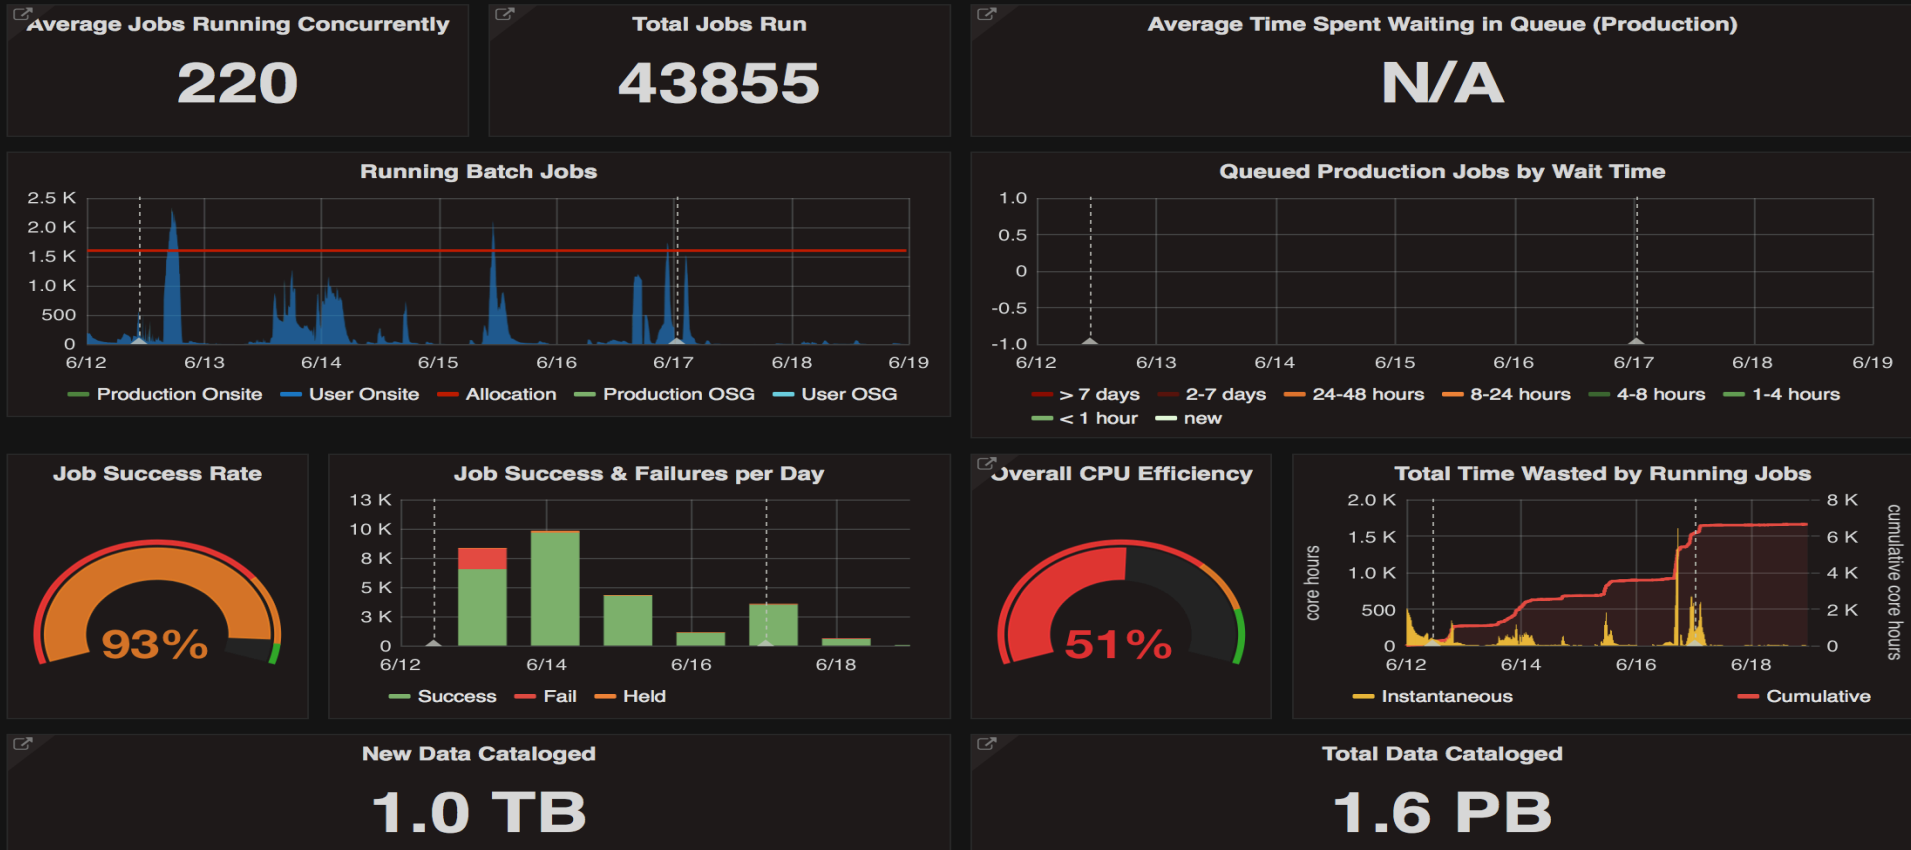 Average Jobs Running Concurrently
220
Total Jobs Run
43855
Average Time Spent Waiting in Queue (Production)
N/A
Running Batch Jobs
2.5 K
2.0 K
1.5 K
1.0 K
500
0
6/12 6/13 6/14 6/15 6/16 6/17 6/18 6/19
Production Onsite User Onsite Allocation Production OSG User OSG
Queued Production Jobs by Wait Time
1.0
0.5
0
-0.5
-1.0
6/12 6/13 6/14 6/15 6/16 6/17 6/18 6/19
> 7 days 2-7 days 24-48 hours 8-24 hours 4-8 hours 1-4 hours
< 1 hour new
Job Success Rate
93%
Job Success & Failures per Day
13 K
10 K
8 K
5 K
3 K
0
6/12 6/14 6/16 6/18
Success Fail Held
Overall CPU Efficiency
51%
Total Time Wasted by Running Jobs
core hours
2.0 K
1.5 K
1.0 K
500
0
8 K
6 K
4 K
2 K
0
cumulative core hours
6/12 6/14 6/16 6/18
Instantaneous Cumulative
New Data Cataloged
1.0 TB
Total Data Cataloged
1.6 PB